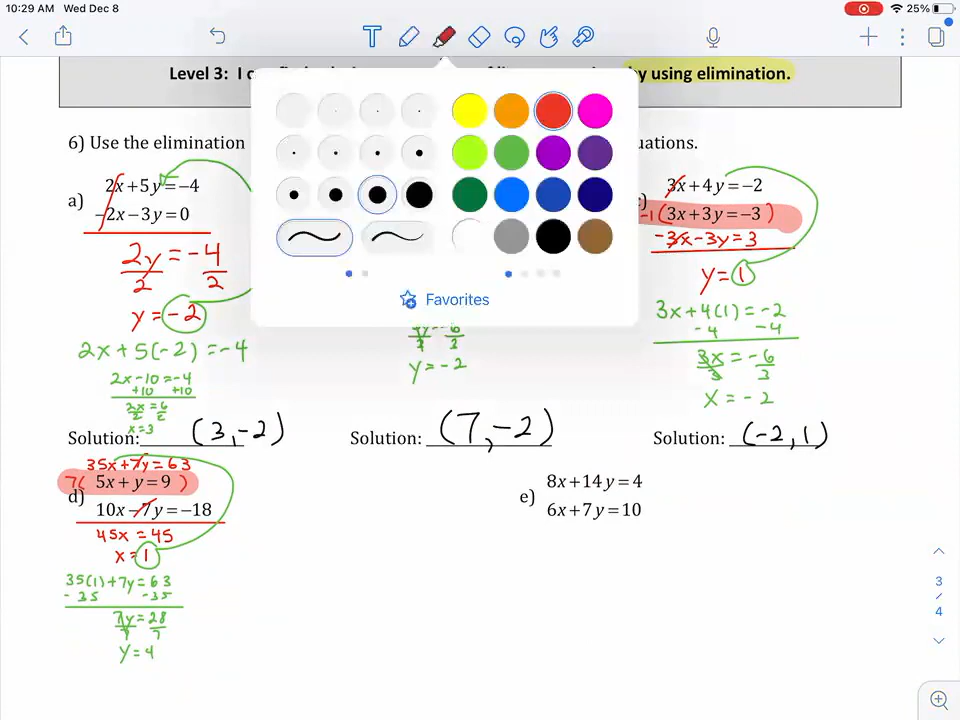 10:29 AM Wed Dec 8
25%
T
Level 3: I
by using elimination.
6) Use the elimination
uations.
a)
2x+5y=−4
−2x−3y=0
2y = -4
2 2
y = -2
2x + 5(-2) = -4
2x - 10 = -4
+10 +10
2x = 6
2 2
x = 3
Solution: (3, -2)
Favorites
2 2
y = -2
Solution: (7, -2)
3x+4y=−2
-1(3x+3y=−3)
-3x-3y=3
y = 1
3x + 4(1) = -2
-4 -4
3x = -6
3 3
x = -2
Solution: (-2, 1)
35x+7y=63
7(5x+y=9)
d)
10x−7y=−18
45x = 45
x = 1
35(1)+7y=63
-35 -35
7y = 28
7 7
y = 4
e)
8x+14y=4
6x+7y=10
3
/
4